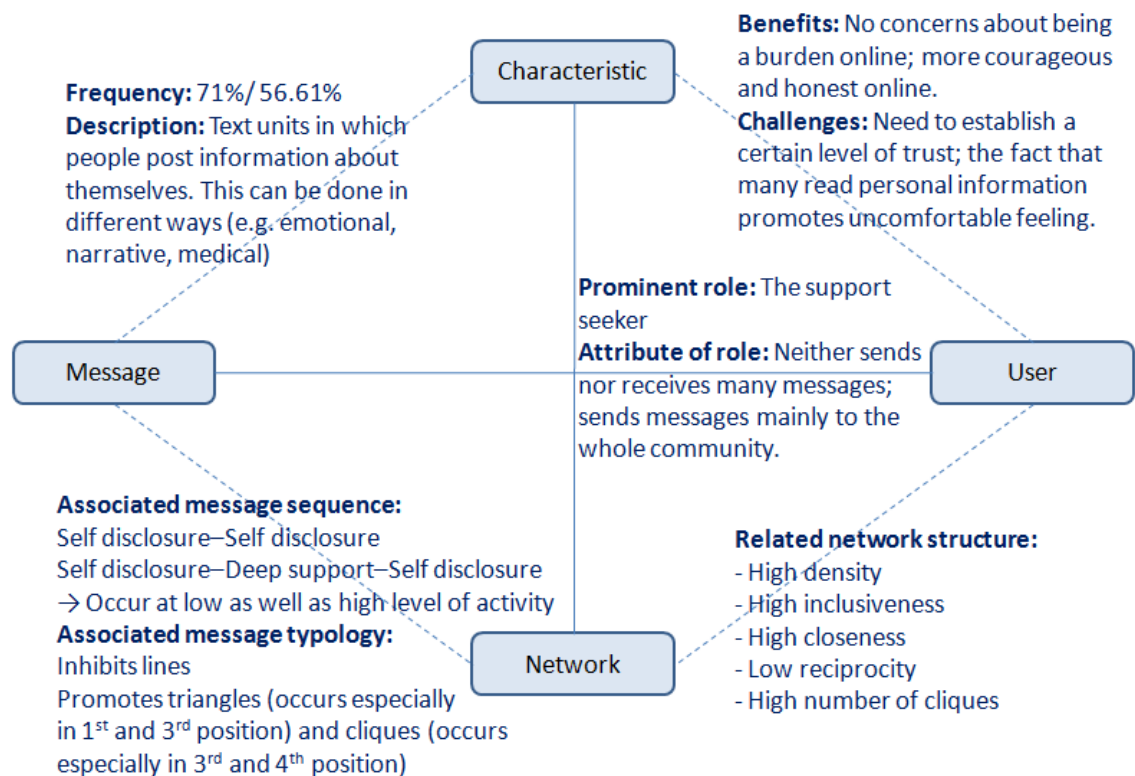 Characteristic
Benefits: No concerns about being
a burden online; more courageous
and honest online.
Challenges: Need to establish a
certain level of trust; the fact that
many read personal information
promotes uncomfortable feeling.
Frequency: 71%/ 56.61%
Description: Text units in which
people post information about
themselves. This can be done in
different ways (e.g. emotional,
narrative, medical)
Prominent role: The support
seeker
Attribute of role: Neither sends
nor receives many messages;
sends messages mainly to the
whole community.
Message
User
Associated message sequence:
Self disclosure–Self disclosure
Self disclosure–Deep support–Self disclosure
→ Occur at low as well as high level of activity
Associated message typology:
Inhibits lines
Promotes triangles (occurs especially
in 1st and 3rd position) and cliques (occurs
especially in 3rd and 4th position)
Network
Related network structure:
- High density
- High inclusiveness
- High closeness
- Low reciprocity
- High number of cliques